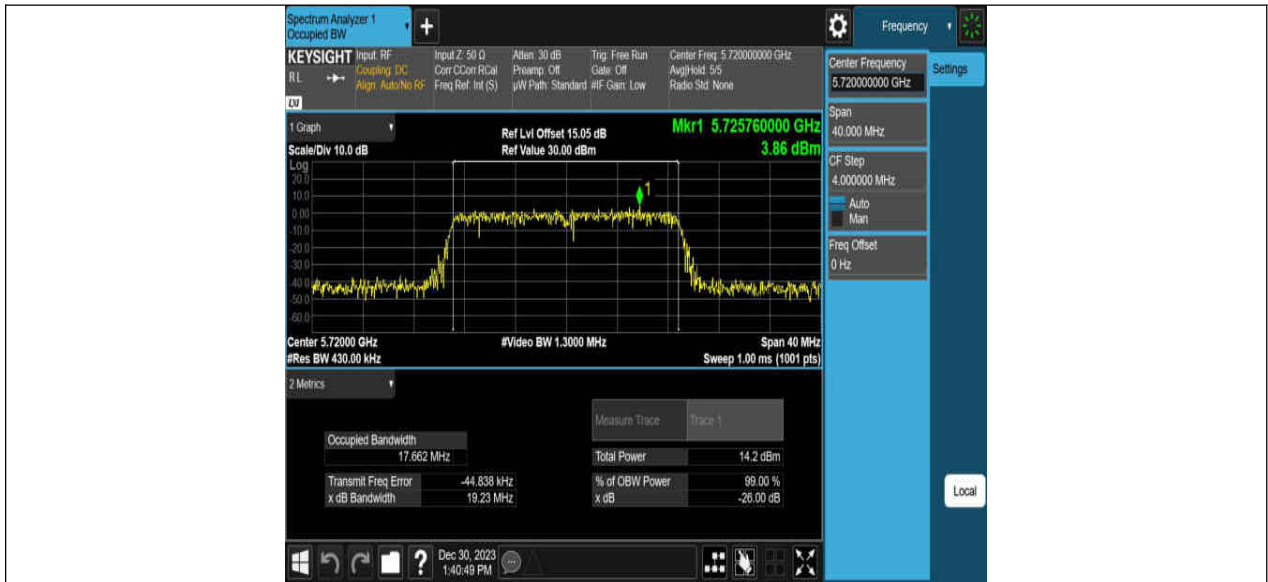 Spectrum Analyzer 1
Occupied BW
+
Frequency
KEYSIGHT
RL
LXI
Input: RF
Coupling: DC
Align: Auto/No RF
Input Z: 50 Ω
Corr CCorr RCal
Freq Ref: Int (S)
Atten: 30 dB
Preamp: Off
µW Path: Standard
Trig: Free Run
Gate: Off
#IF Gain: Low
Center Freq: 5.720000000 GHz
Avg|Hold: 5/5
Radio Std: None
Center Frequency
5.720000000 GHz
Settings
Span
40.000 MHz
CF Step
4.000000 MHz
Auto
Man
Freq Offset
0 Hz
1 Graph
Scale/Div 10.0 dB
Ref Lvl Offset 15.05 dB
Ref Value 30.00 dBm
Mkr1 5.725760000 GHz
3.86 dBm
Log
20.0
10.0
0.00
-10.0
-20.0
-30.0
-40.0
-50.0
-60.0
1
Center 5.72000 GHz
#Res BW 430.00 kHz
#Video BW 1.3000 MHz
Span 40 MHz
Sweep 1.00 ms (1001 pts)
2 Metrics
Measure Trace Trace 1
Occupied Bandwidth
17.662 MHz
Total Power 14.2 dBm
Transmit Freq Error -44.838 kHz
% of OBW Power 99.00 %
x dB Bandwidth 19.23 MHz
x dB -26.00 dB
Local
?
Dec 30, 2023
1:40:49 PM